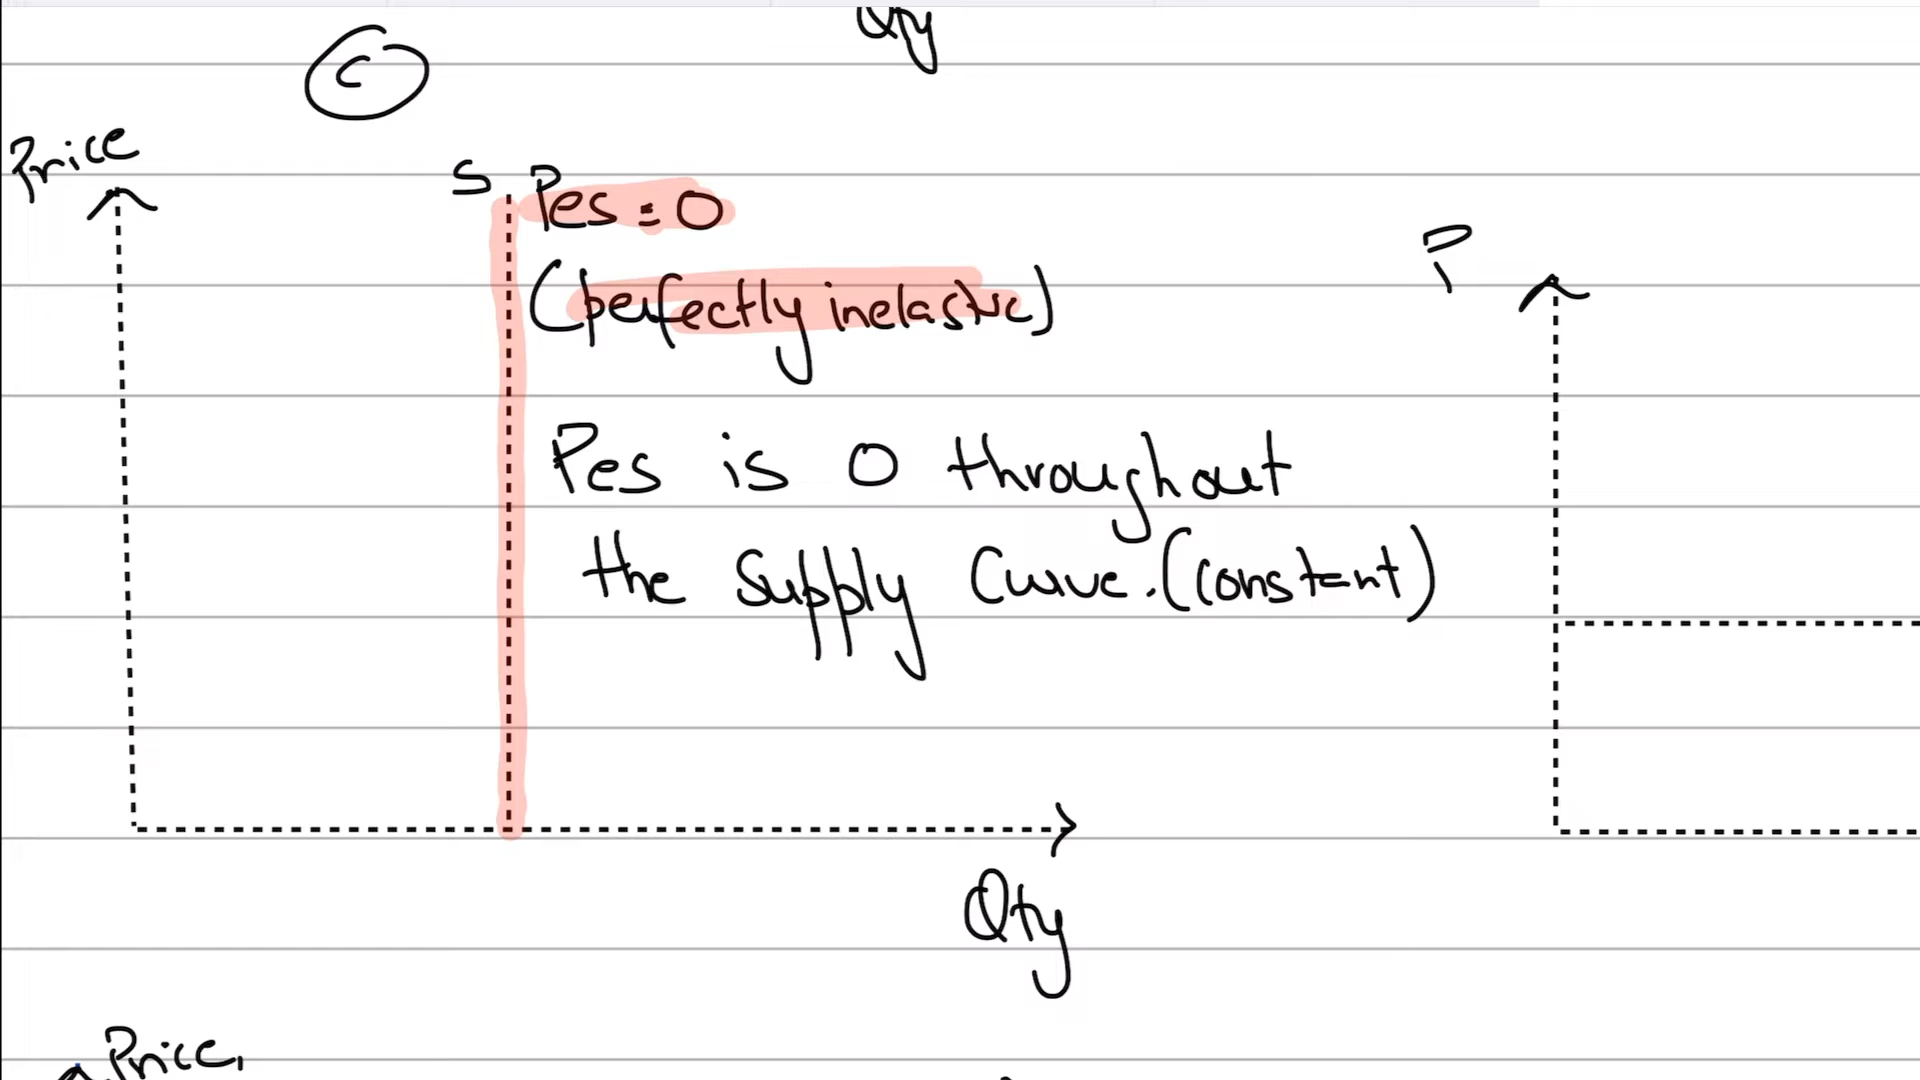 Qty
C
Price
S
Pes = 0
(perfectly inelastic)
P
Pes is 0 throughout
the Supply Curve. (constant)
Qty
Price